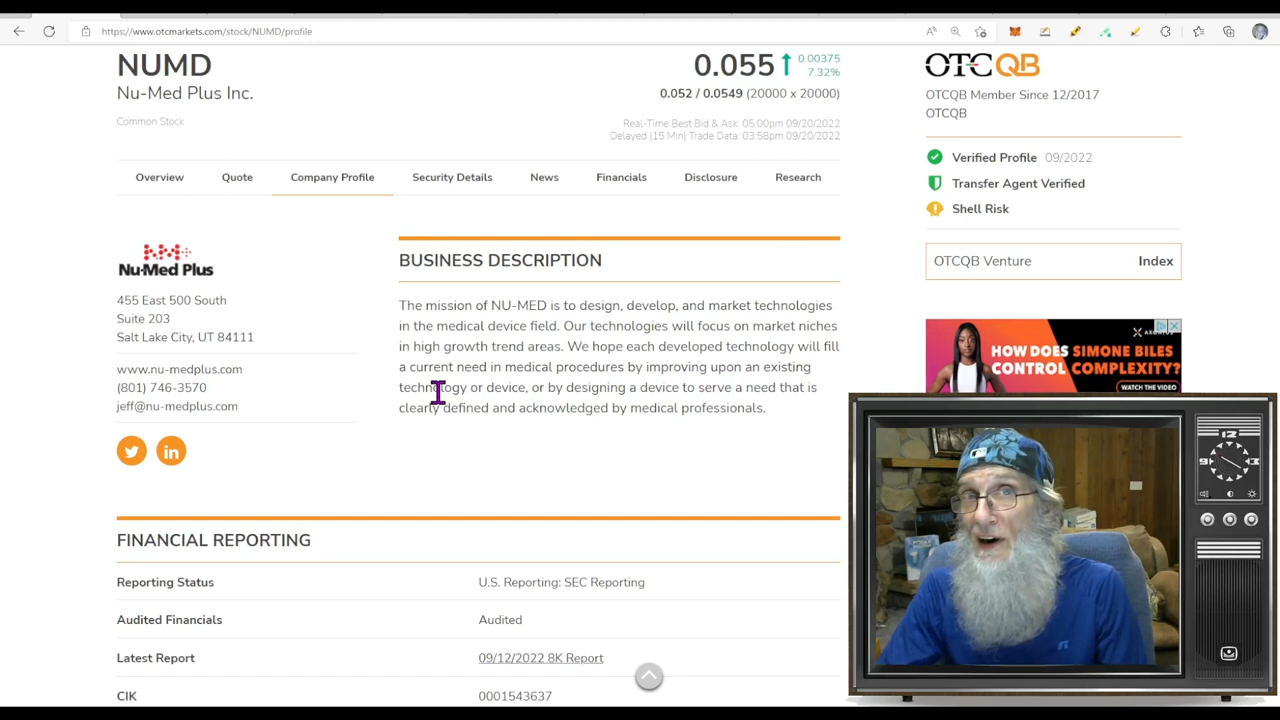 https://www.otcmarkets.com/stock/NUMD/profile
NUMD
Nu-Med Plus Inc.
Common Stock
0.055
0.00375
7.32%
0.052 / 0.0549 (20000 x 20000)
Real-Time Best Bid & Ask: 05:00pm 09/20/2022
Delayed (15 Min) Trade Data: 03:58pm 09/20/2022
Overview Quote Company Profile Security Details News Financials Disclosure Research
Nu-Med Plus
455 East 500 South
Suite 203
Salt Lake City, UT 84111
www.nu-medplus.com
(801) 746-3570
jeff@nu-medplus.com
BUSINESS DESCRIPTION
The mission of NU-MED is to design, develop, and market technologies
in the medical device field. Our technologies will focus on market niches
in high growth trend areas. We hope each developed technology will fill
a current need in medical procedures by improving upon an existing
technology or device, or by designing a device to serve a need that is
clearly defined and acknowledged by medical professionals.
FINANCIAL REPORTING
Reporting Status U.S. Reporting: SEC Reporting
Audited Financials Audited
Latest Report 09/12/2022 8K Report
CIK 0001543637
OTCQB
OTCQB Member Since 12/2017
OTCQB
Verified Profile 09/2022
Transfer Agent Verified
Shell Risk
OTCQB Venture Index
HOW DOES SIMONE BILES
CONTROL COMPLEXITY?
WATCH THE VIDEO
12
9 3